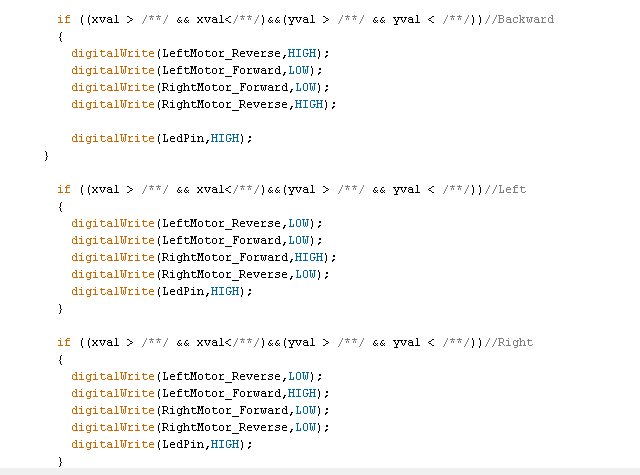 if ((xval > /**/ && xval</**/)&&(yval > /**/ && yval < /**/))//Backward
{
digitalWrite(LeftMotor_Reverse,HIGH);
digitalWrite(LeftMotor_Forward,LOW);
digitalWrite(RightMotor_Forward,LOW);
digitalWrite(RightMotor_Reverse,HIGH);
digitalWrite(LedPin,HIGH);
}
if ((xval > /**/ && xval</**/)&&(yval > /**/ && yval < /**/))//Left
{
digitalWrite(LeftMotor_Reverse,LOW);
digitalWrite(LeftMotor_Forward,LOW);
digitalWrite(RightMotor_Forward,HIGH);
digitalWrite(RightMotor_Reverse,LOW);
digitalWrite(LedPin,HIGH);
}
if ((xval > /**/ && xval</**/)&&(yval > /**/ && yval < /**/))//Right
{
digitalWrite(LeftMotor_Reverse,LOW);
digitalWrite(LeftMotor_Forward,HIGH);
digitalWrite(RightMotor_Forward,LOW);
digitalWrite(RightMotor_Reverse,LOW);
digitalWrite(LedPin,HIGH);
}